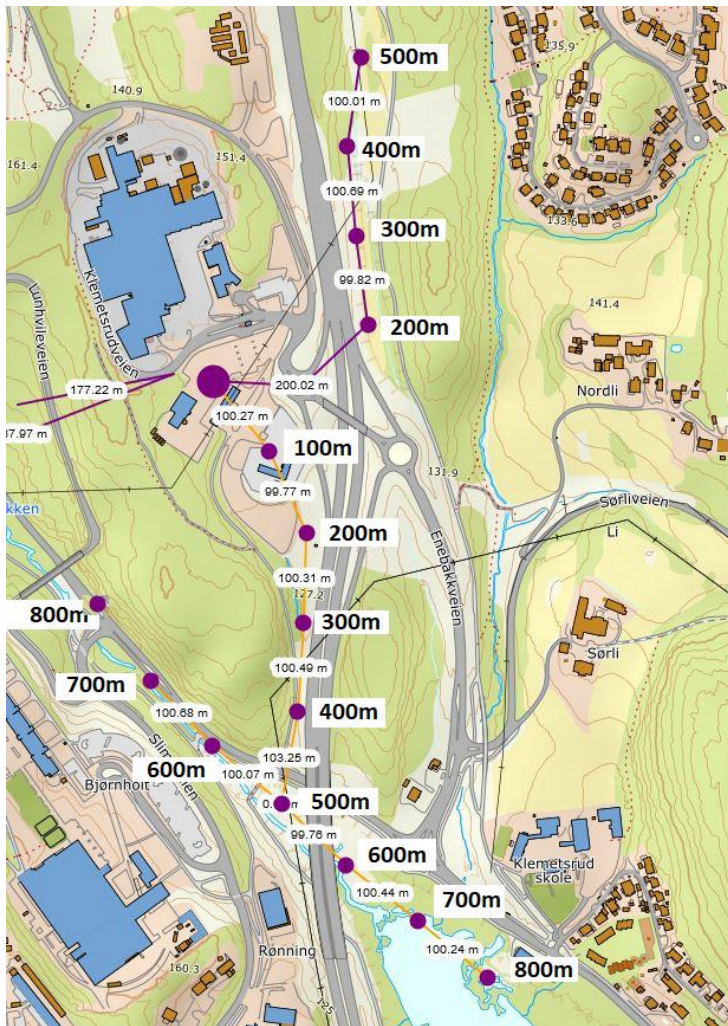 500m
135.9
140.9
100.01 m
400m
161.4
151.4
100.69 m
133.6
300m
Klemetsrudveien
99.82 m
Lunhvileveien
141.4
200m
177.22 m
200.02 m
Nordli
100.27 m
37.97 m
100m
131.9
99.77 m
Sørliveien
kken
200m
Enebakkveien
Li
100.31 m
127.2
800m
300m
Sørli
100.49 m
700m
100.68 m
400m
600m
103.25 m
100.07 m
Bjørnholt
500m
99.76 m
600m
Klemetsrud
skole
100.44 m
700m
Rønning
100.24 m
160.3
800m
125